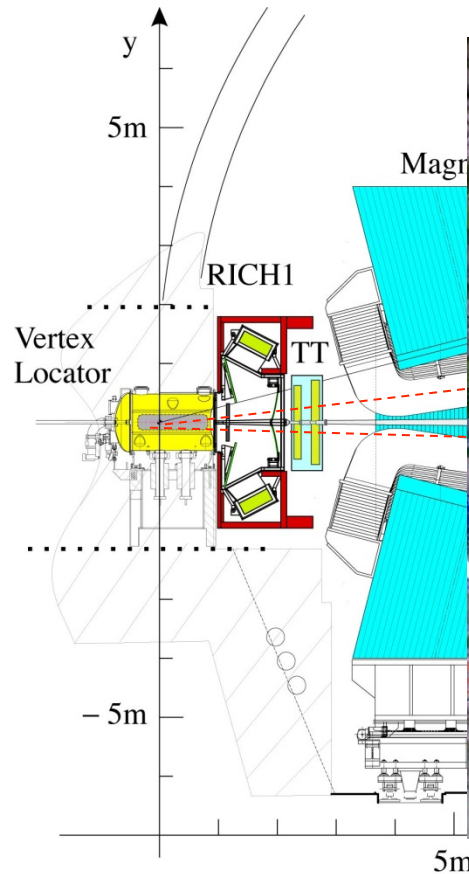 y
5m
Magn
RICH1
TT
Vertex
Locator
– 5m
5m